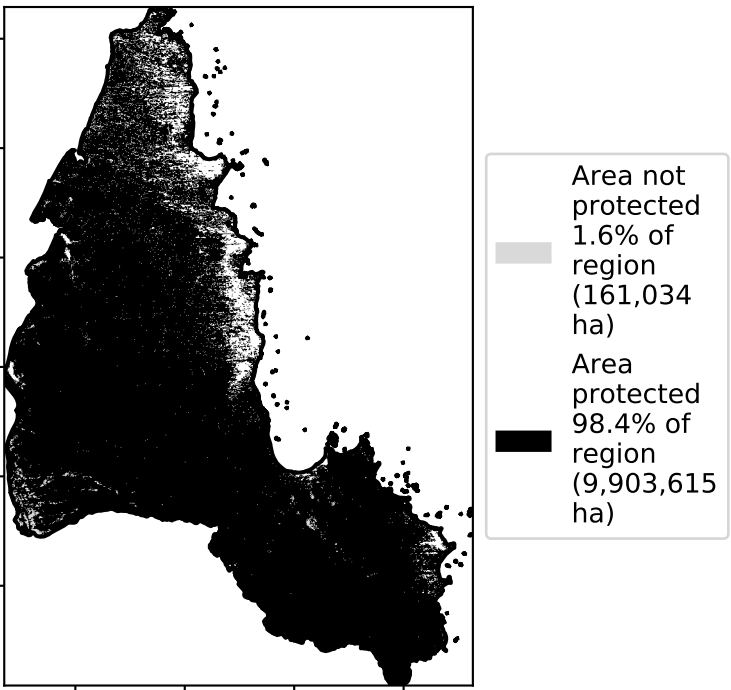 Area not
protected
1.6% of
region
(161,034
ha)
Area
protected
98.4% of
region
(9,903,615
ha)